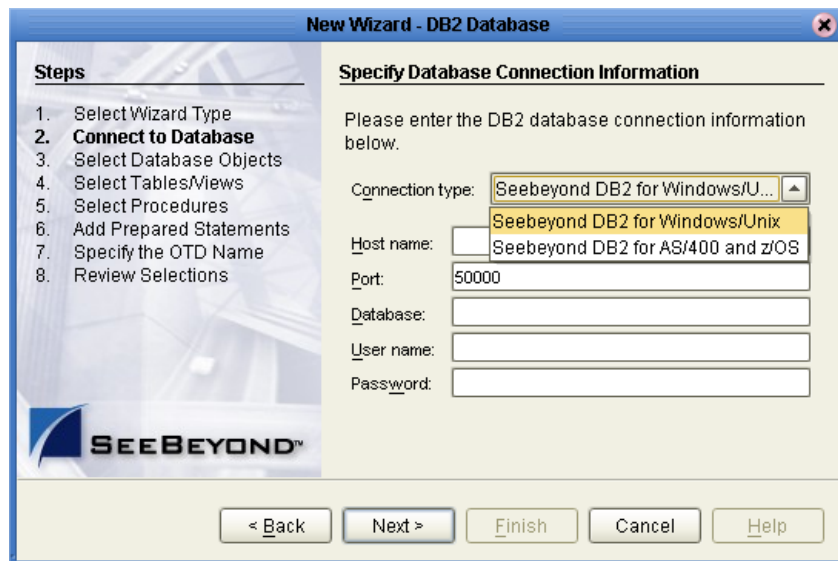 New Wizard - DB2 Database
Steps
1. Select Wizard Type
2. Connect to Database
3. Select Database Objects
4. Select Tables/Views
5. Select Procedures
6. Add Prepared Statements
7. Specify the OTD Name
8. Review Selections
SEEBEYOND™
Specify Database Connection Information
Please enter the DB2 database connection information
below.
Connection type: Seebeyond DB2 for Windows/U...
Seebeyond DB2 for Windows/Unix
Seebeyond DB2 for AS/400 and z/OS
Host name:
Port: 50000
Database:
User name:
Password:
< Back Next > Finish Cancel Help